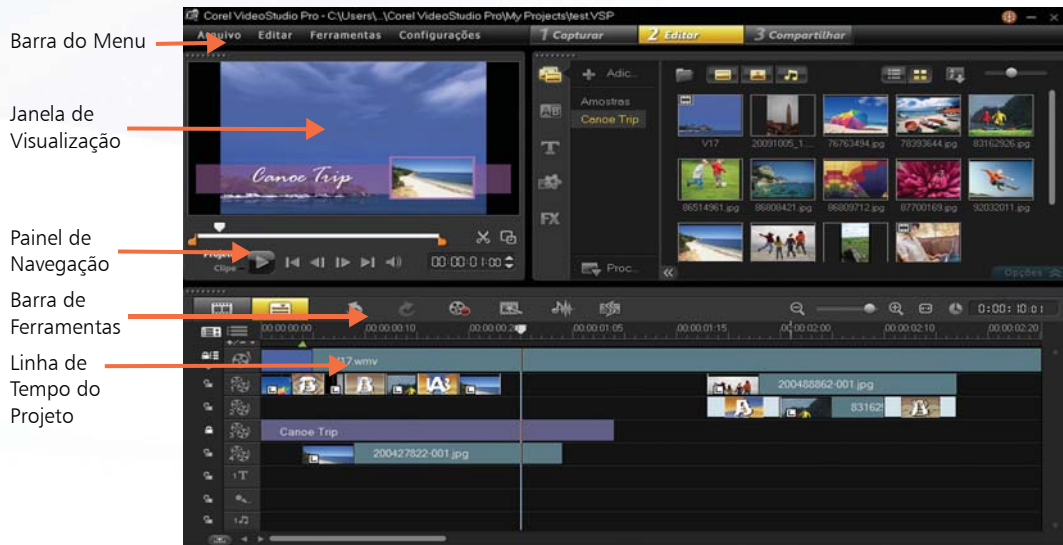 Corel VideoStudio Pro - C:\Users\...\Corel VideoStudio Pro\My Projects\test.VSP
Barra do Menu
Arquivo Editar Ferramentas Configurações
1 Capturar 2 Editar 3 Compartilhar
Janela de
Visualização
Canoe Trip
Adic...
Amostras
Canoe Trip
T
FX
Proc...
V17
20091005_1...
76763494.jpg
78393644.jpg
83162926.jpg
86514961.jpg
86808421.jpg
86809712.jpg
87700169.jpg
92032011.jpg
Opções
Painel de
Navegação
Projeto
Clipe
00:00:01:00
Barra de
Ferramentas
0:00:10:01
00:00:00:00 00:00:00:10 00:00:01:05 00:00:01:15 00:00:02:00 00:00:02:10 00:00:02:20
Linha de
Tempo do
Projeto
V17.wmv
200488862-001.jpg
Canoe Trip
200427822-001.jpg
1T